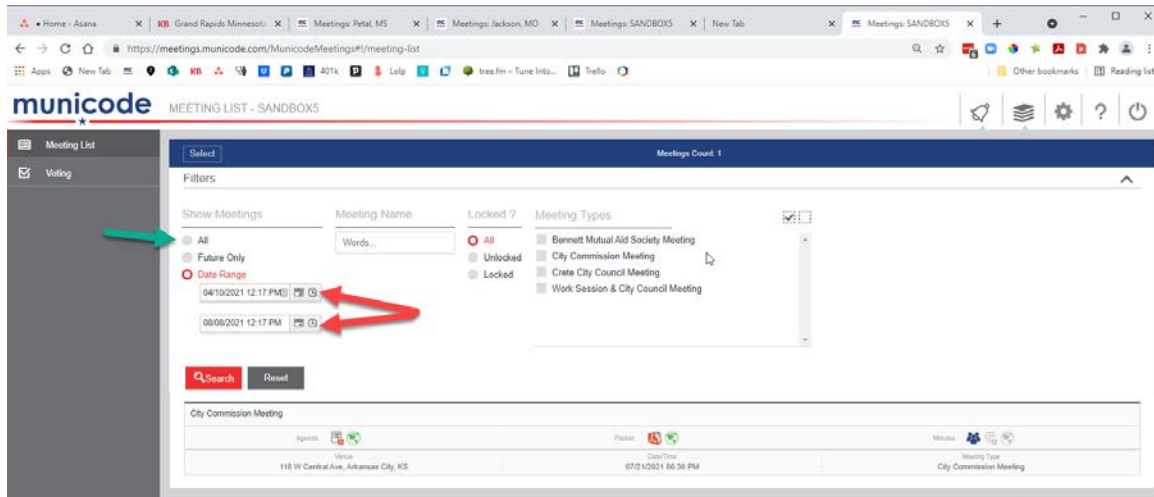 • Home - Asana
KB Grand Rapids Minnesota
Meetings: Petal, MS
Meetings: Jackson, MO
Meetings: SANDBOX5
New Tab
Meetings: SANDBOX5
https://meetings.municode.com/MunicodeMeetings#!/meeting-list
Apps New Tab KB 401k Lolp tree.fm – Tune Into... Trello Other bookmarks Reading list
municode MEETING LIST - SANDBOX5
Meeting List
Voting
Select Meetings Count: 1
Filters
Show Meetings Meeting Name Locked ? Meeting Types
All Words... All Bennett Mutual Aid Society Meeting
Future Only Unlocked City Commission Meeting
Date Range Locked Crete City Council Meeting
04/10/2021 12:17 PM Work Session & City Council Meeting
08/08/2021 12:17 PM
Search Reset
City Commission Meeting
Agenda Packet Minutes
Venue Date/Time Meeting Type
118 W Central Ave, Arkansas City, KS 07/21/2021 06:30 PM City Commission Meeting